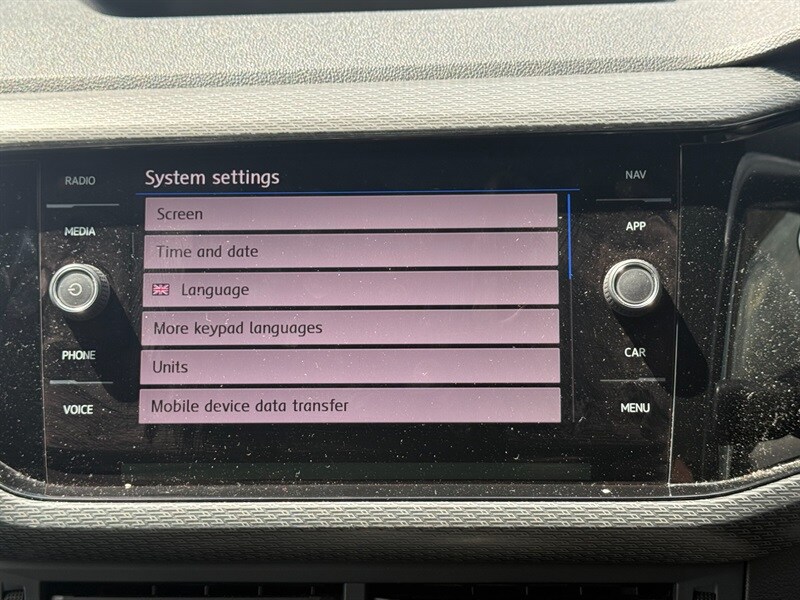 RADIO
MEDIA
PHONE
VOICE
System settings
Screen
Time and date
Language
More keypad languages
Units
Mobile device data transfer
NAV
APP
CAR
MENU